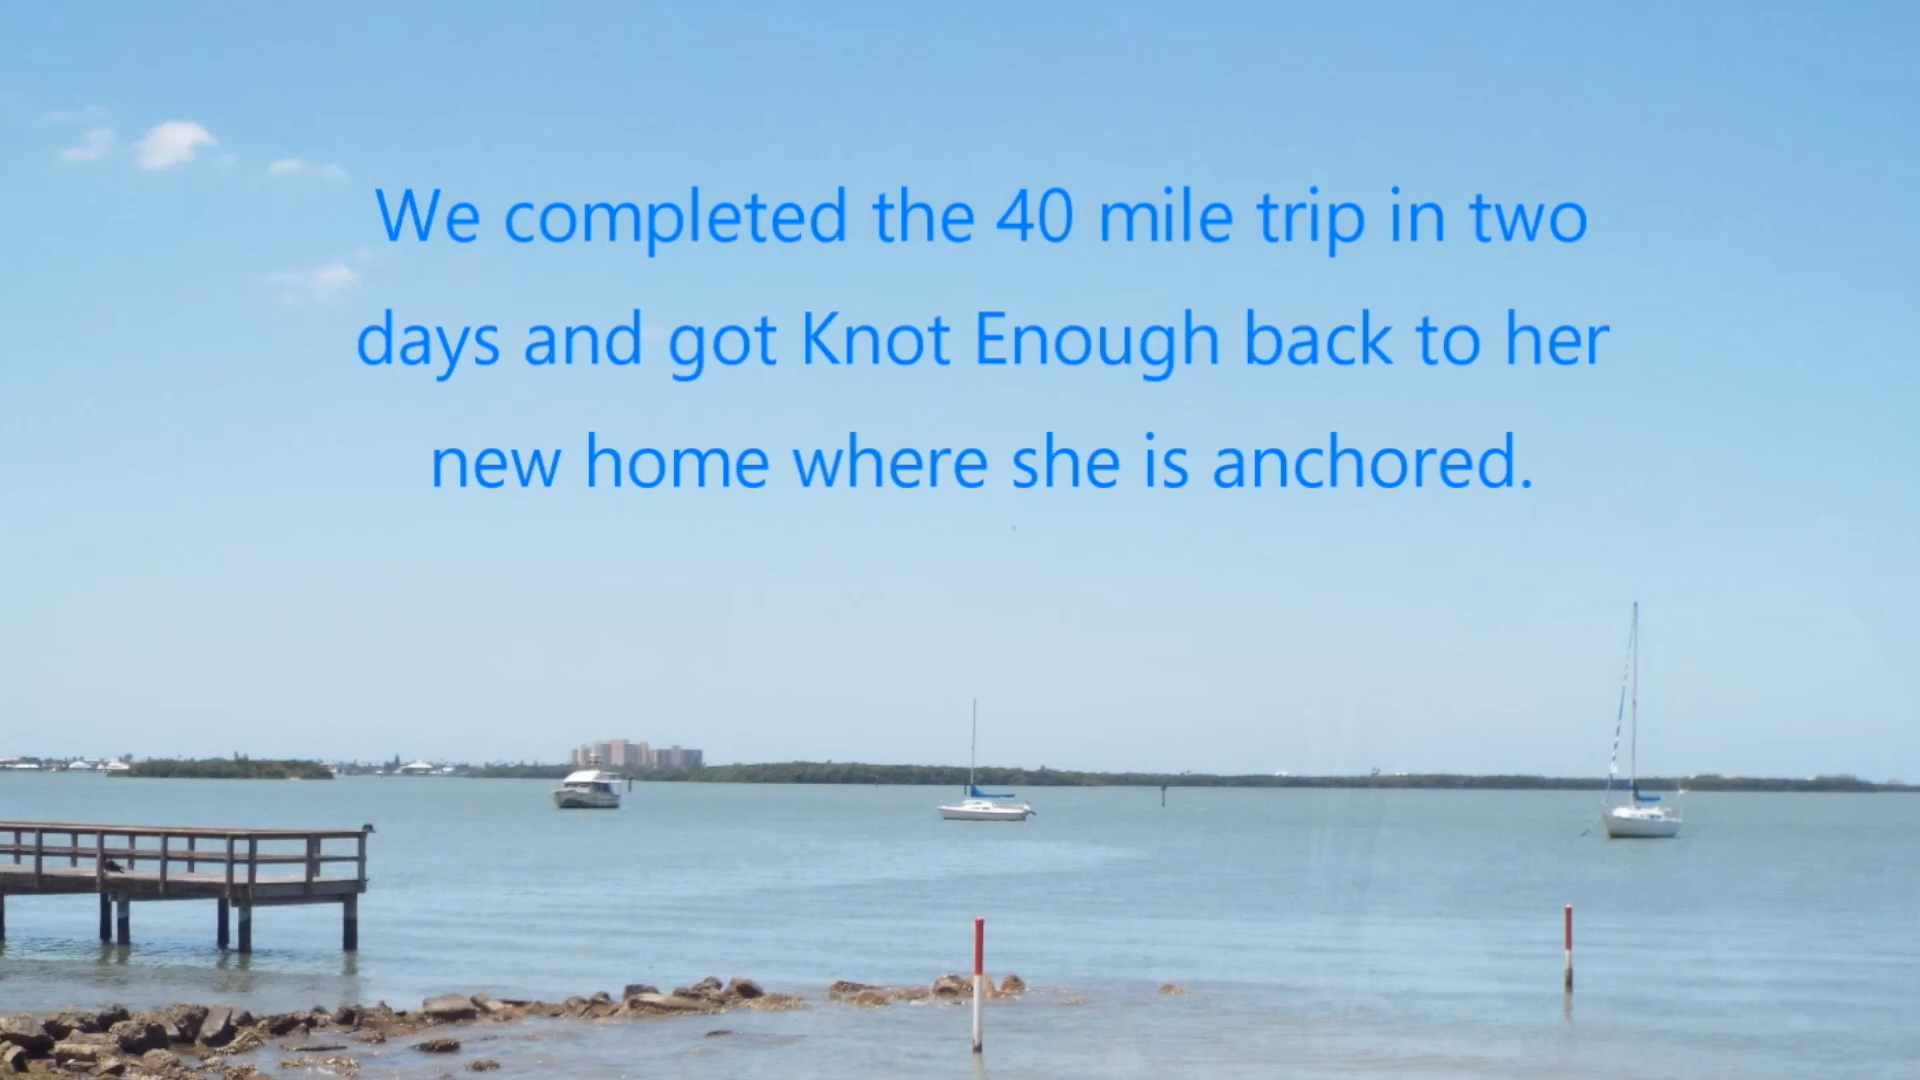 We completed the 40 mile trip in two
days and got Knot Enough back to her
new home where she is anchored.